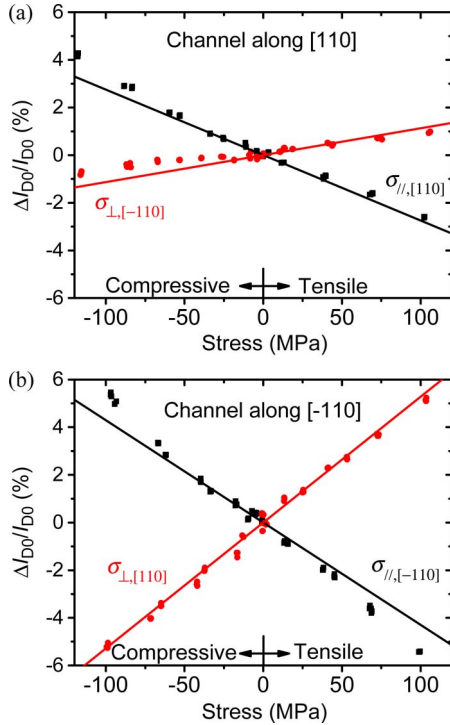 (a)
6
4
2
0
-2
-4
-6
ΔI_D0/I_D0 (%)
Channel along [110]
σ_//,[110]
σ_⊥,[-110]
Compressive Tensile
-100 -50 0 50 100
Stress (MPa)
(b)
6
4
2
0
-2
-4
-6
ΔI_D0/I_D0 (%)
Channel along [-110]
σ_⊥,[110]
σ_//,[-110]
Compressive Tensile
-100 -50 0 50 100
Stress (MPa)